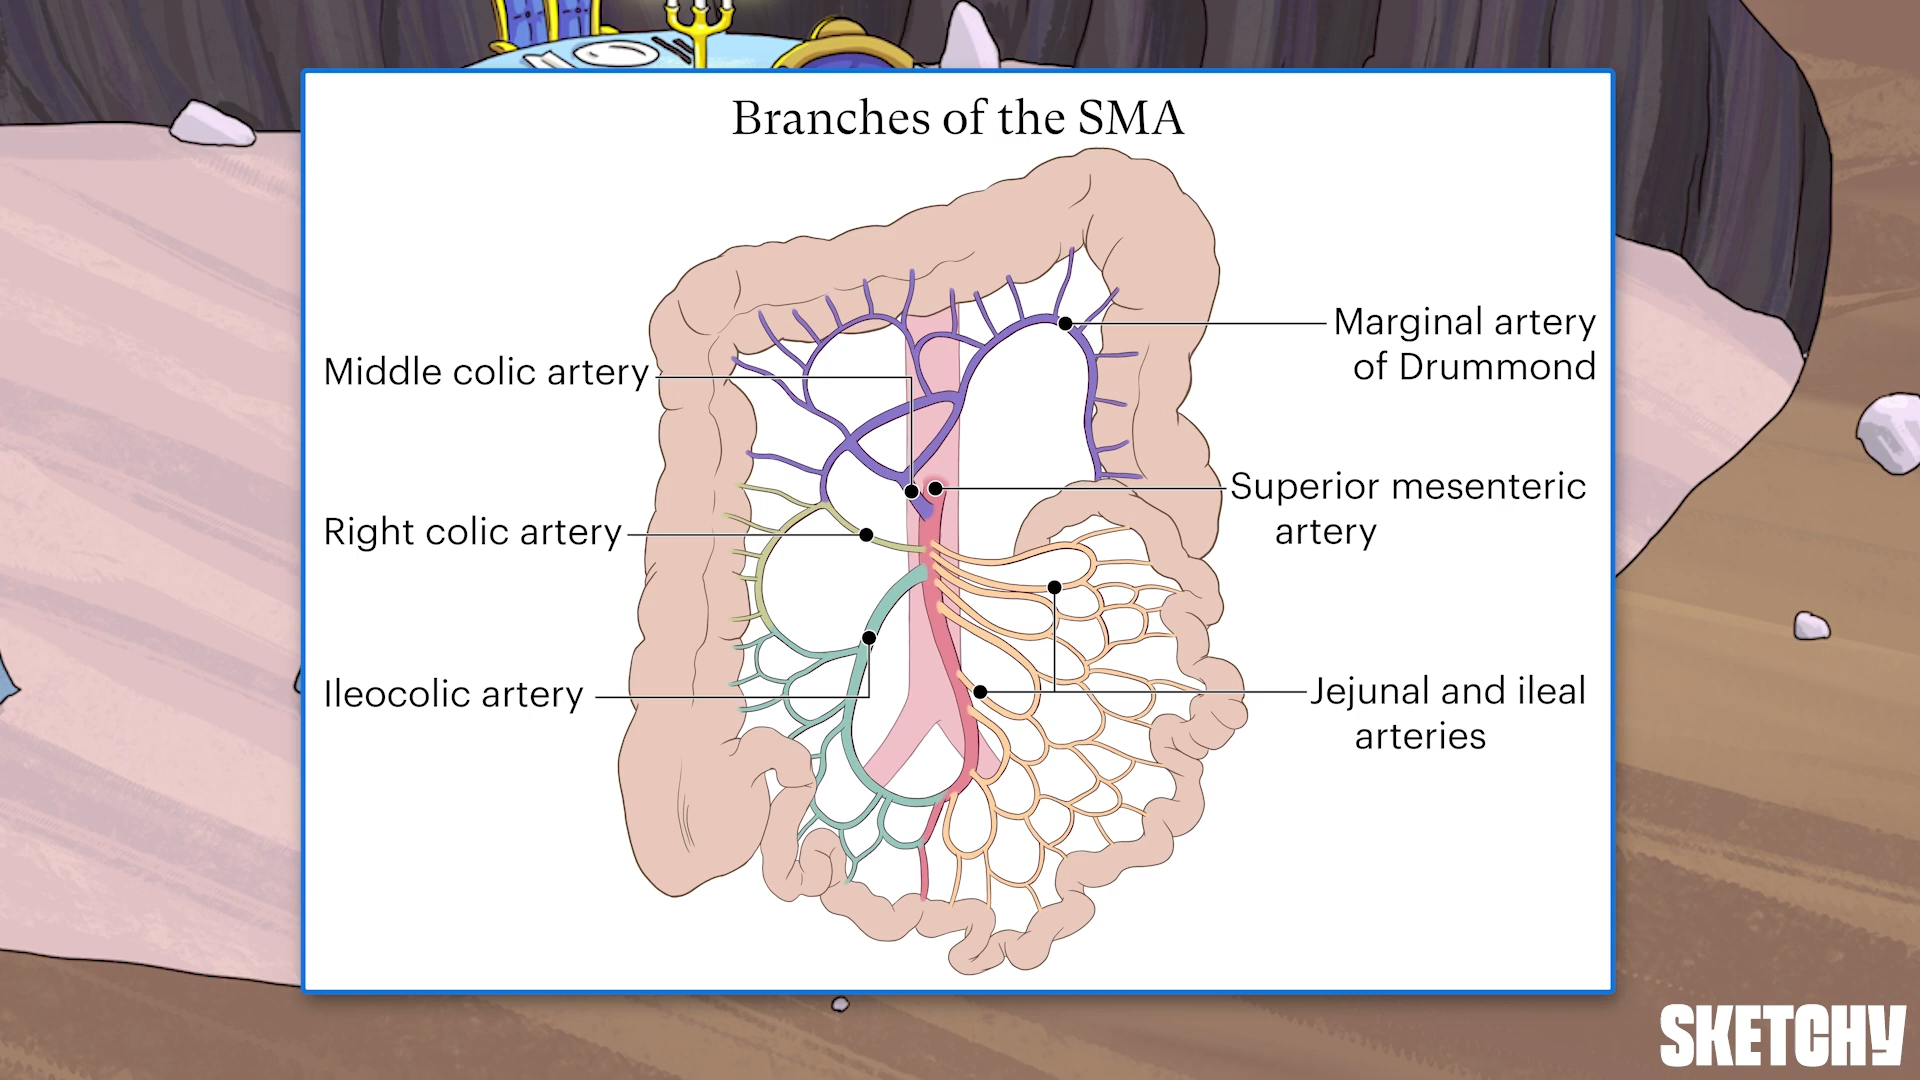 Branches of the SMA
Marginal artery
of Drummond
Middle colic artery
Superior mesenteric
artery
Right colic artery
Ileocolic artery
Jejunal and ileal
arteries
SKETCHY